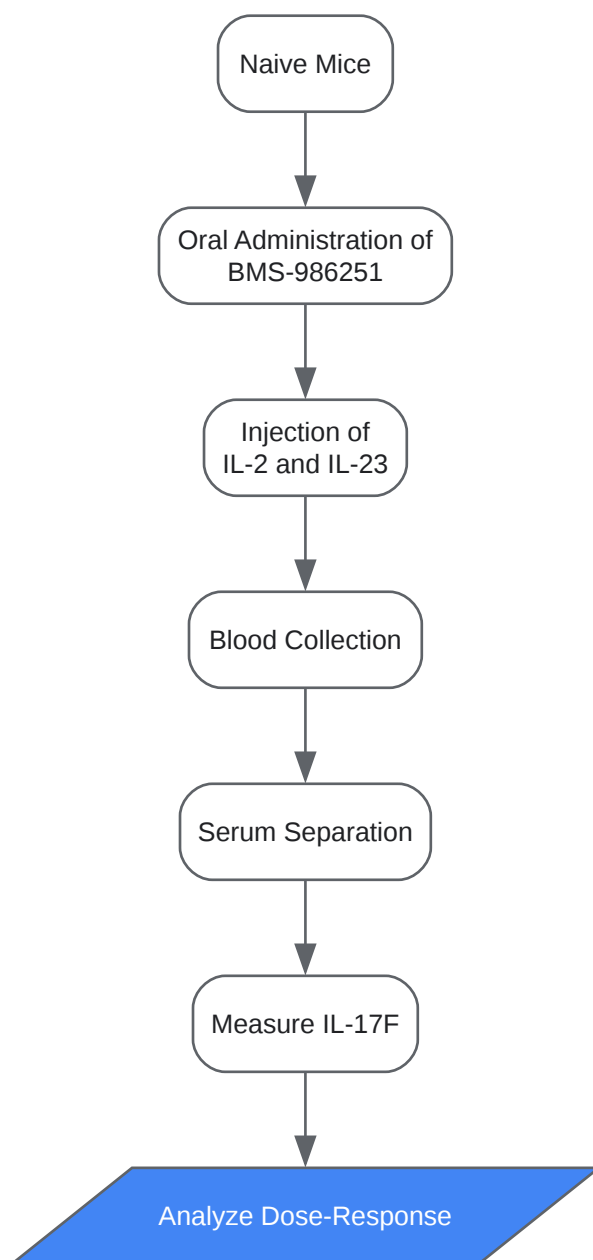 Naive Mice
Oral Administration of
BMS-986251
Injection of
IL-2 and IL-23
Blood Collection
Serum Separation
Measure IL-17F
Analyze Dose-Response